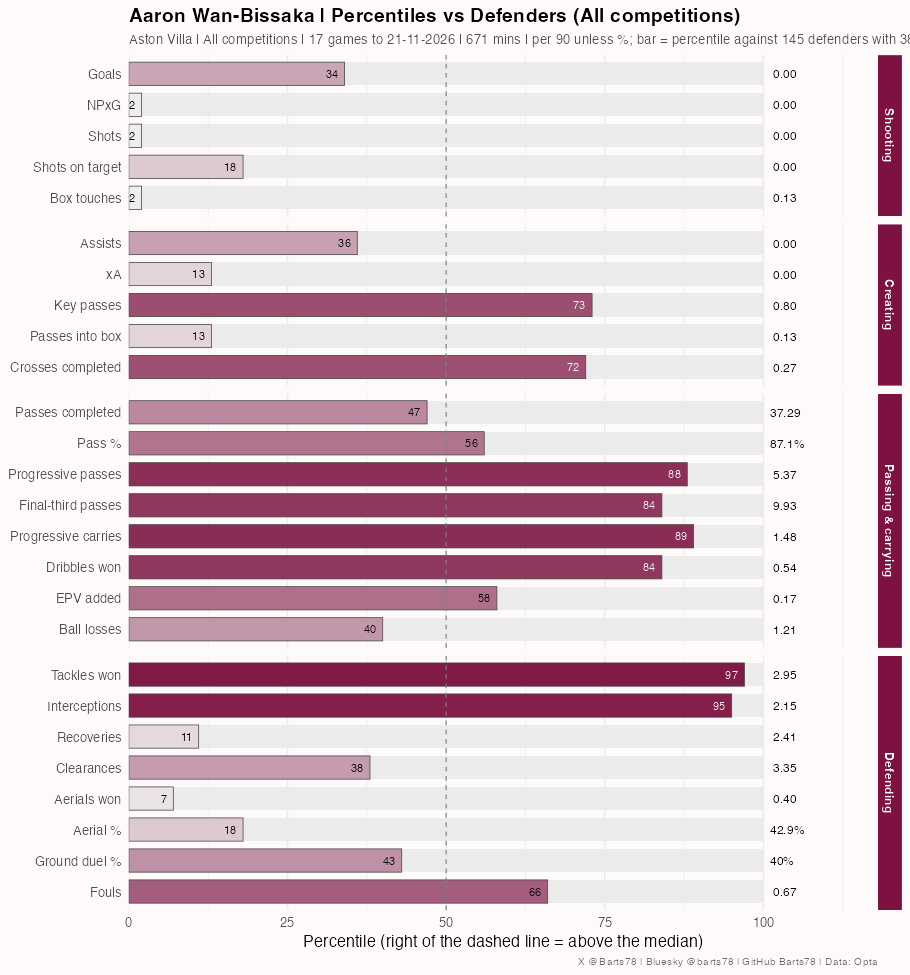 Aaron Wan-Bissaka | Percentiles vs Defenders (All competitions)
Aston Villa | All competitions | 17 games to 21-11-2026 | 671 mins | per 90 unless %; bar = percentile against 145 defenders with 38
Goals 34 0.00
NPxG 2 0.00
Shots 2 0.00
Shots on target 18 0.00
Box touches 2 0.13
Shooting
Assists 36 0.00
xA 13 0.00
Key passes 73 0.80
Passes into box 13 0.13
Crosses completed 72 0.27
Creating
Passes completed 47 37.29
Pass % 56 87.1%
Progressive passes 88 5.37
Final-third passes 84 9.93
Progressive carries 89 1.48
Dribbles won 84 0.54
EPV added 58 0.17
Ball losses 40 1.21
Passing & carrying
Tackles won 97 2.95
Interceptions 95 2.15
Recoveries 11 2.41
Clearances 38 3.35
Aerials won 7 0.40
Aerial % 18 42.9%
Ground duel % 43 40%
Fouls 66 0.67
Defending
0 25 50 75 100
Percentile (right of the dashed line = above the median)
X @Barts78 | Bluesky @barts78 | GitHub Barts78 | Data: Opta